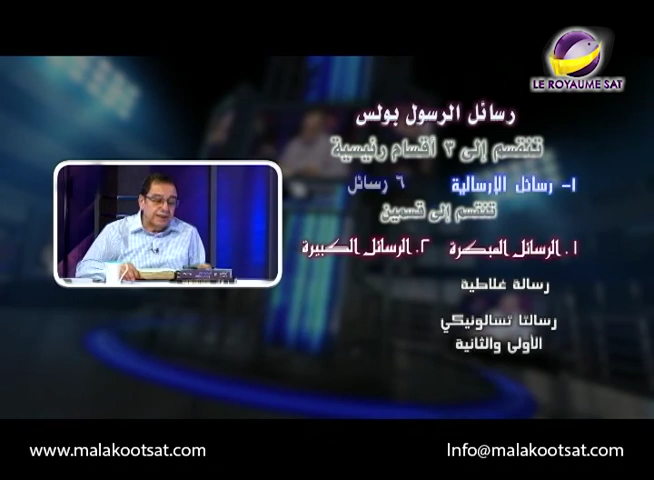 LE ROYAUME SAT
رسائل الرسول بولس
تنقسم إلى ٣ أقسام رئيسية
١- رسائل الإرسالية ٦ رسائل
تنقسم إلى قسمين
١. الرسائل المبكرة ٢. الرسائل الكبيرة
رسالة غلاطية
رسالتا تسالونيكي
الأولى والثانية
www.malakootsat.com Info@malakootsat.com